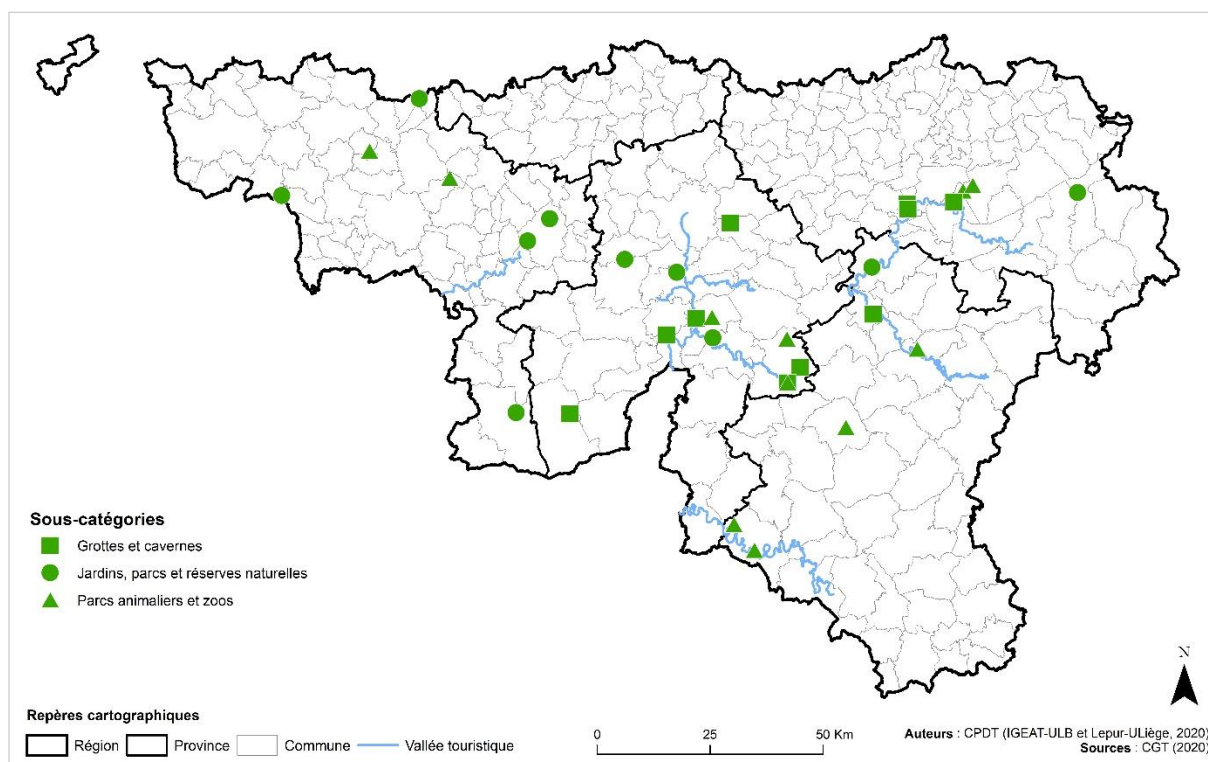 Sous-catégories
Grottes et cavernes
Jardins, parcs et réserves naturelles
Parcs animaliers et zoos
N
Repères cartographiques
Région Province Commune Vallée touristique
0 25 50 Km
Auteurs : CPDT (IGEAT-ULB et Lepur-ULiège, 2020)
Sources : CGT (2020)